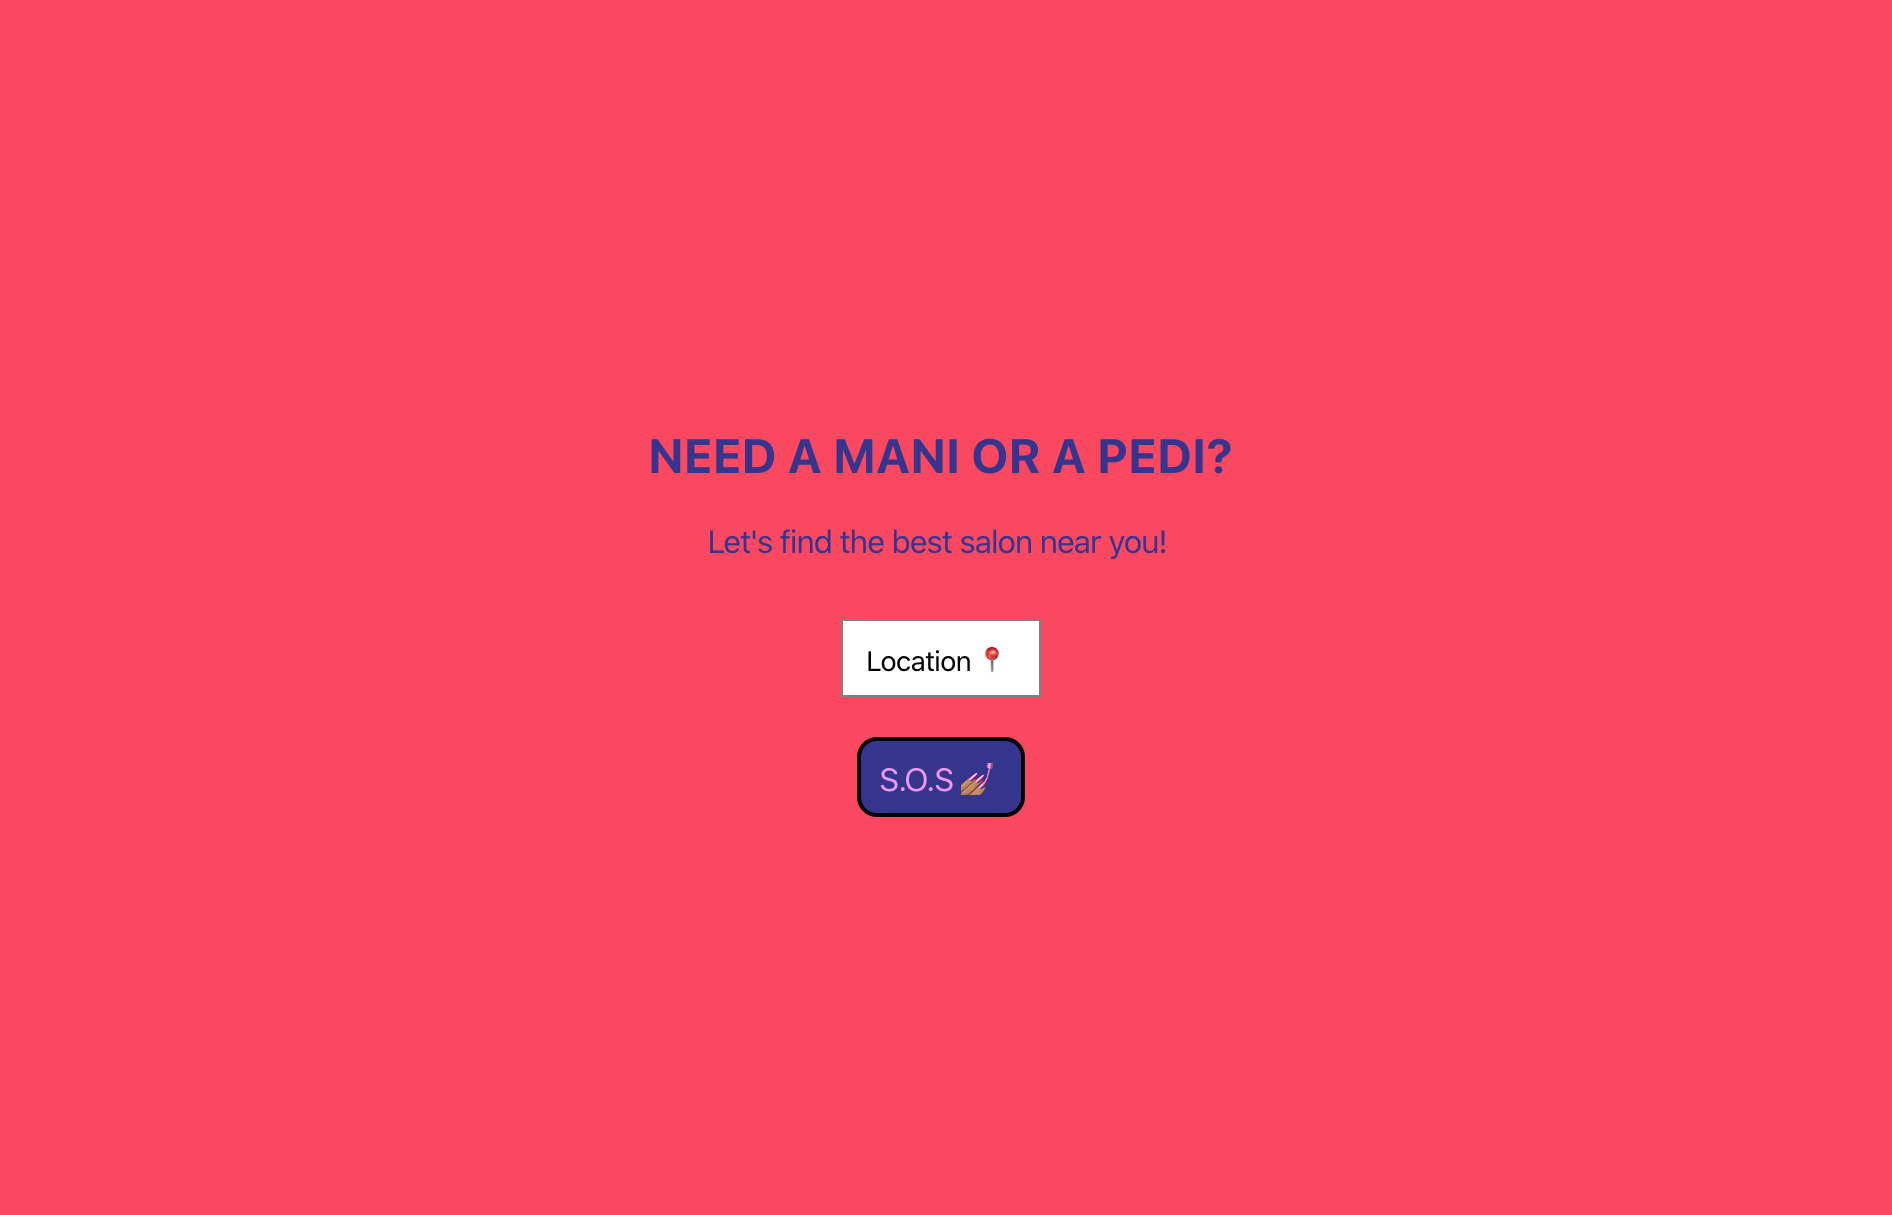 NEED A MANI OR A PEDI?
Let's find the best salon near you!
Location 📍
S.O.S 💅🏽